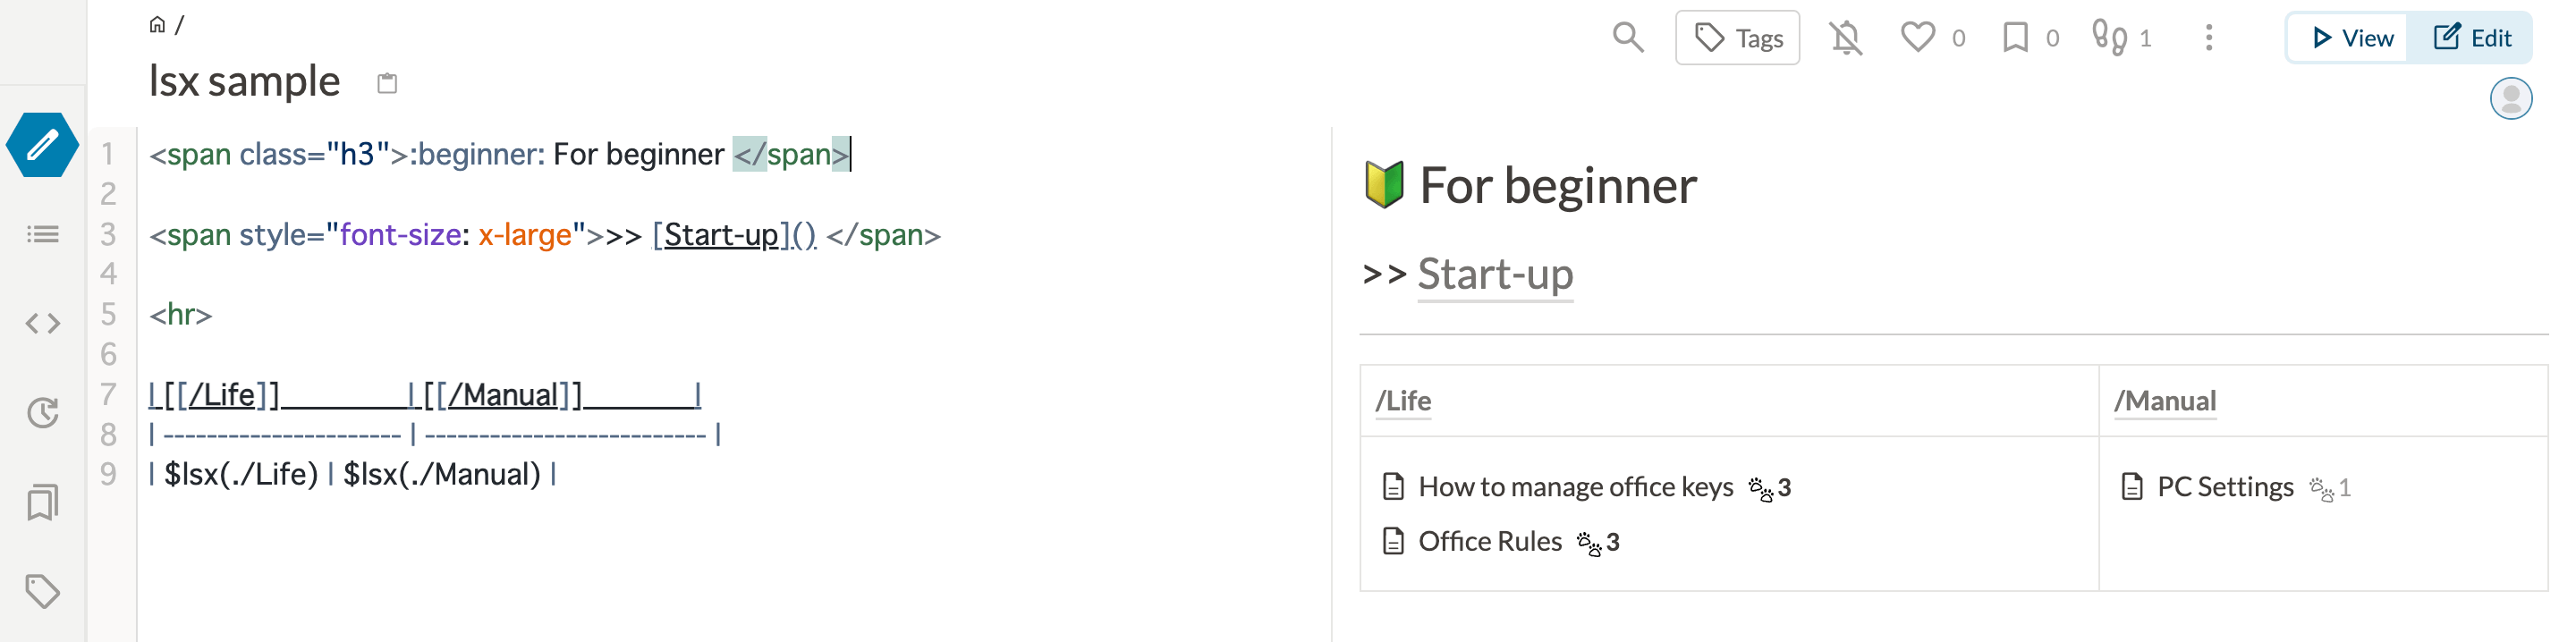 /
lsx sample
Tags
0
0
1
View
Edit
1 <span class="h3">:beginner: For beginner </span>
2
3 <span style="font-size: x-large">>> [Start-up]() </span>
4
5 <hr>
6
7 | [[/Life]] | [[/Manual]] |
8 | ---------------------- | -------------------------- |
9 | $lsx(./Life) | $lsx(./Manual) |
For beginner
>> Start-up
/Life
/Manual
How to manage office keys 3
Office Rules 3
PC Settings 1